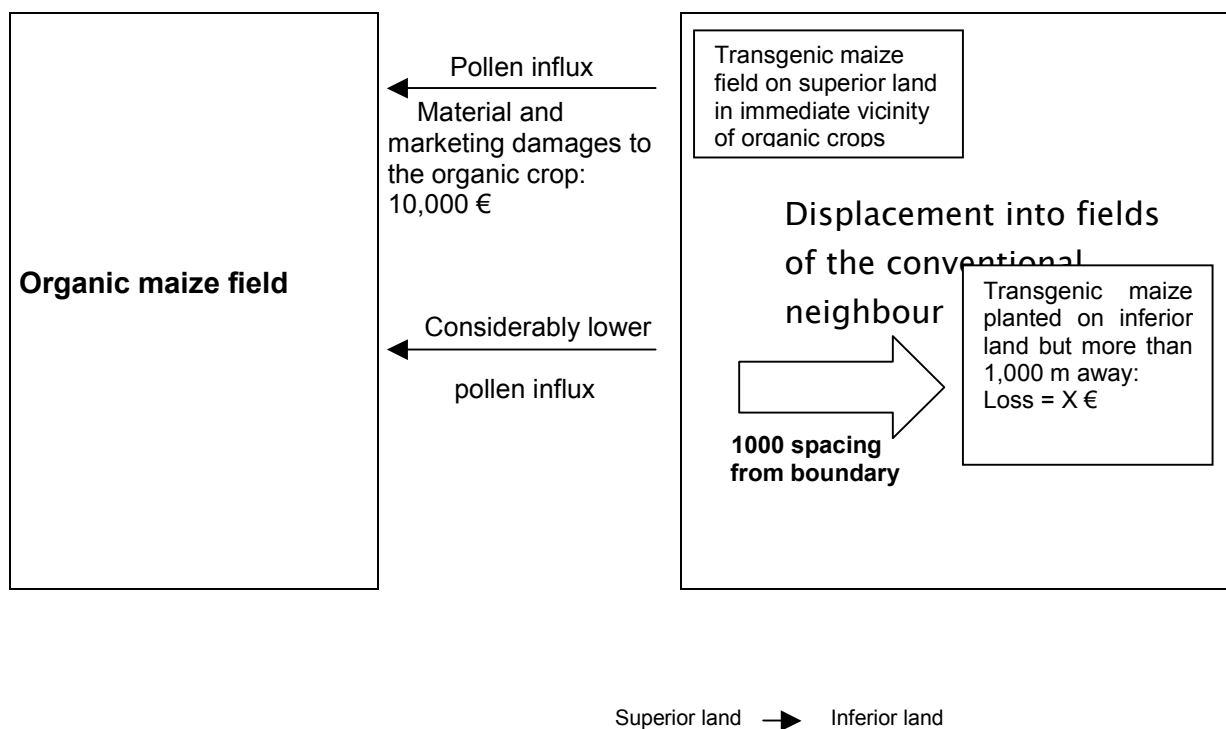 Organic maize field
Pollen influx
Material and
marketing damages to
the organic crop:
10,000 €
Considerably lower
pollen influx
Transgenic maize
field on superior land
in immediate vicinity
of organic crops
Displacement into fields
of the conventional
neighbour
1000 spacing
from boundary
Transgenic maize
planted on inferior
land but more than
1,000 m away:
Loss = X €
Superior land
Inferior land